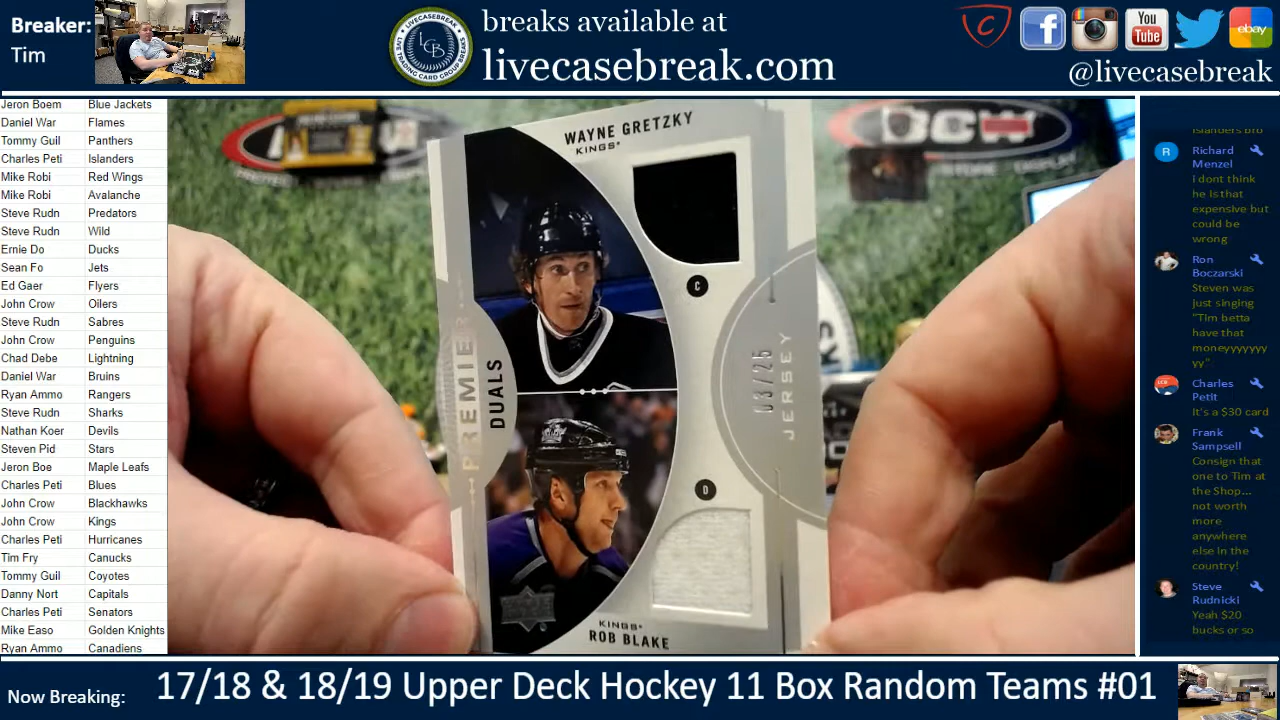 Breaker:
Tim
breaks available at
livecasebreak.com
LCB
You
Tube
ebay
@livecasebreak
Jeron Boem Blue Jackets
Daniel War Flames
Tommy Guil Panthers
Charles Peti Islanders
Mike Robi Red Wings
Mike Robi Avalanche
Steve Rudn Predators
Steve Rudn Wild
Ernie Do Ducks
Sean Fo Jets
Ed Gaer Flyers
John Crow Oilers
Steve Rudn Sabres
John Crow Penguins
Chad Debe Lightning
Daniel War Bruins
Ryan Ammo Rangers
Steve Rudn Sharks
Nathan Koer Devils
Steven Pid Stars
Jeron Boe Maple Leafs
Charles Peti Blues
John Crow Blackhawks
John Crow Kings
Charles Peti Hurricanes
Tim Fry Canucks
Tommy Guil Coyotes
Danny Nort Capitals
Charles Peti Senators
Mike Easo Golden Knights
Ryan Ammo Canadiens
WAYNE GRETZKY
KINGS
C
PREMIER
DUALS
03/25
JERSEY
D
KINGS
ROB BLAKE
BCW
islanders bro
R
Richard
Menzel
i dont think
he is that
expensive but
could be
wrong
Ron
Boczarski
Steven was
just singing
"Tim betta
have that
moneyyyyyyy
yy"
Charles
Petit
It's a $30 card
Frank
Sampsell
Consign that
one to Tim at
the Shop...
not worth
more
anywhere
else in the
country!
Steve
Rudnicki
Yeah $20
bucks or so
Now Breaking:
17/18 & 18/19 Upper Deck Hockey 11 Box Random Teams #01